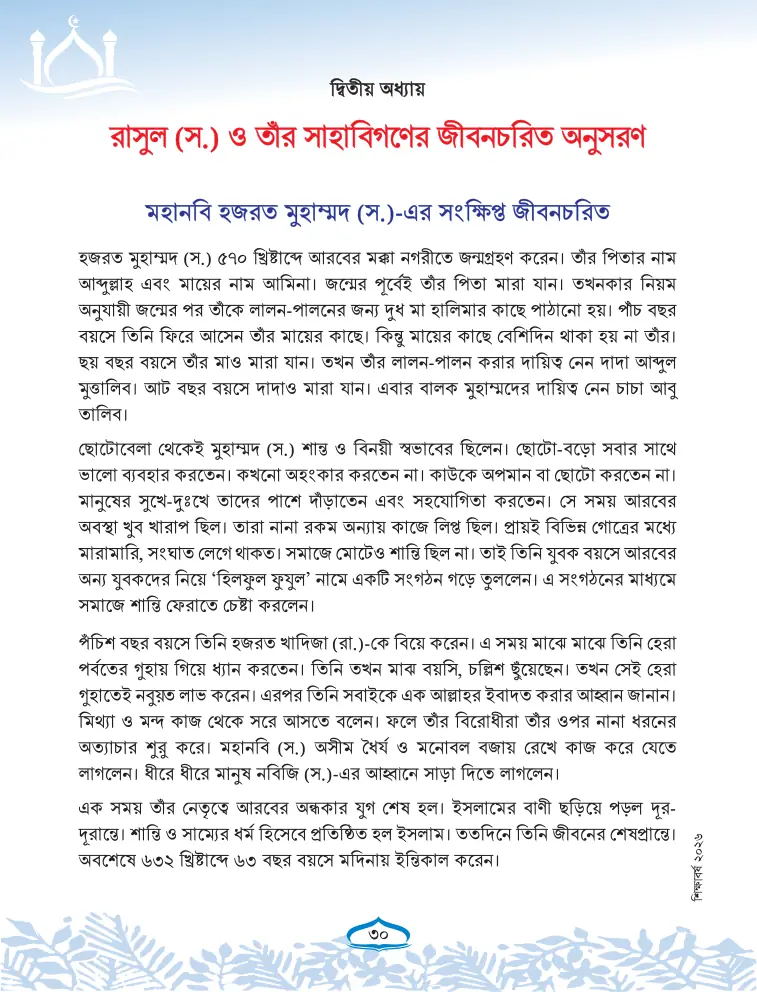 দ্বিতীয় অধ্যায়
রাসুল (স.) ও তাঁর সাহাবিগণের জীবনচরিত অনুসরণ
মহানবি হজরত মুহাম্মদ (স.)-এর সংক্ষিপ্ত জীবনচরিত
হজরত মুহাম্মদ (স.) ৫৭০ খ্রিষ্টাব্দে আরবের মক্কা নগরীতে জন্মগ্রহণ করেন। তাঁর পিতার নাম
আব্দুল্লাহ এবং মায়ের নাম আমিনা। জন্মের পূর্বেই তাঁর পিতা মারা যান। তখনকার নিয়ম
অনুযায়ী জন্মের পর তাঁকে লালন-পালনের জন্য দুধ মা হালিমার কাছে পাঠানো হয়। পাঁচ বছর
বয়সে তিনি ফিরে আসেন তাঁর মায়ের কাছে। কিন্তু মায়ের কাছে বেশিদিন থাকা হয় না তাঁর।
ছয় বছর বয়সে তাঁর মাও মারা যান। তখন তাঁর লালন-পালন করার দায়িত্ব নেন দাদা আব্দুল
মুত্তালিব। আট বছর বয়সে দাদাও মারা যান। এবার বালক মুহাম্মদের দায়িত্ব নেন চাচা আবু
তালিব।
ছোটোবেলা থেকেই মুহাম্মদ (স.) শান্ত ও বিনয়ী স্বভাবের ছিলেন। ছোটো-বড়ো সবার সাথে
ভালো ব্যবহার করতেন। কখনো অহংকার করতেন না। কাউকে অপমান বা ছোটো করতেন না।
মানুষের সুখে-দুঃখে তাদের পাশে দাঁড়াতেন এবং সহযোগিতা করতেন। সে সময় আরবের
অবস্থা খুব খারাপ ছিল। তারা নানা রকম অন্যায় কাজে লিপ্ত ছিল। প্রায়ই বিভিন্ন গোত্রের মধ্যে
মারামারি, সংঘাত লেগে থাকত। সমাজে মোটেও শান্তি ছিল না। তাই তিনি যুবক বয়সে আরবের
অন্য যুবকদের নিয়ে ‘হিলফুল ফুযুল’ নামে একটি সংগঠন গড়ে তুললেন। এ সংগঠনের মাধ্যমে
সমাজে শান্তি ফেরাতে চেষ্টা করলেন।
পঁচিশ বছর বয়সে তিনি হজরত খাদিজা (রা.)-কে বিয়ে করেন। এ সময় মাঝে মাঝে তিনি হেরা
পর্বতের গুহায় গিয়ে ধ্যান করতেন। তিনি তখন মাঝ বয়সি, চল্লিশ ছুঁয়েছেন। তখন সেই হেরা
গুহাতেই নবুয়ত লাভ করেন। এরপর তিনি সবাইকে এক আল্লাহর ইবাদত করার আহ্বান জানান।
মিথ্যা ও মন্দ কাজ থেকে সরে আসতে বলেন। ফলে তাঁর বিরোধীরা তাঁর ওপর নানা ধরনের
অত্যাচার শুরু করে। মহানবি (স.) অসীম ধৈর্য ও মনোবল বজায় রেখে কাজ করে যেতে
লাগলেন। ধীরে ধীরে মানুষ নবিজি (স.)-এর আহ্বানে সাড়া দিতে লাগলেন।
এক সময় তাঁর নেতৃত্বে আরবের অন্ধকার যুগ শেষ হল। ইসলামের বাণী ছড়িয়ে পড়ল দূর-
দূরান্তে। শান্তি ও সাম্যের ধর্ম হিসেবে প্রতিষ্ঠিত হল ইসলাম। ততদিনে তিনি জীবনের শেষপ্রান্তে।
অবশেষে ৬৩২ খ্রিষ্টাব্দে ৬৩ বছর বয়সে মদিনায় ইন্তিকাল করেন।
শিক্ষাবর্ষ ২০২৬
৩০